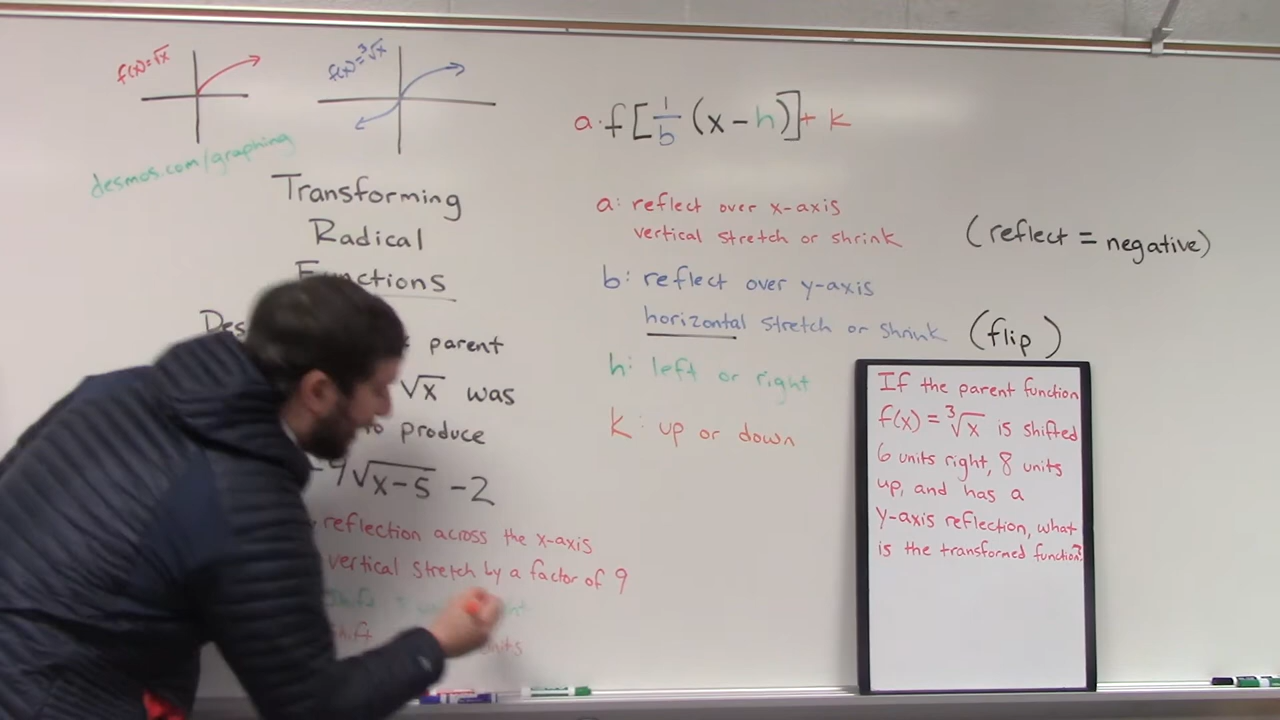 f(x)=√x
f(x)=∛x
desmos.com/graphing
Transforming
Radical
Functions
parent
√x was
to produce
-9√x-5 -2
reflection across the x-axis
vertical stretch by a factor of 9
a·f[1/b(x-h)]+k
a: reflect over x-axis
vertical stretch or shrink
(reflect = negative)
b: reflect over y-axis
horizontal stretch or shrink
(flip)
h: left or right
k: up or down
If the parent function
f(x) = ∛x is shifted
6 units right, 8 units
up, and has a
y-axis reflection, what
is the transformed function?